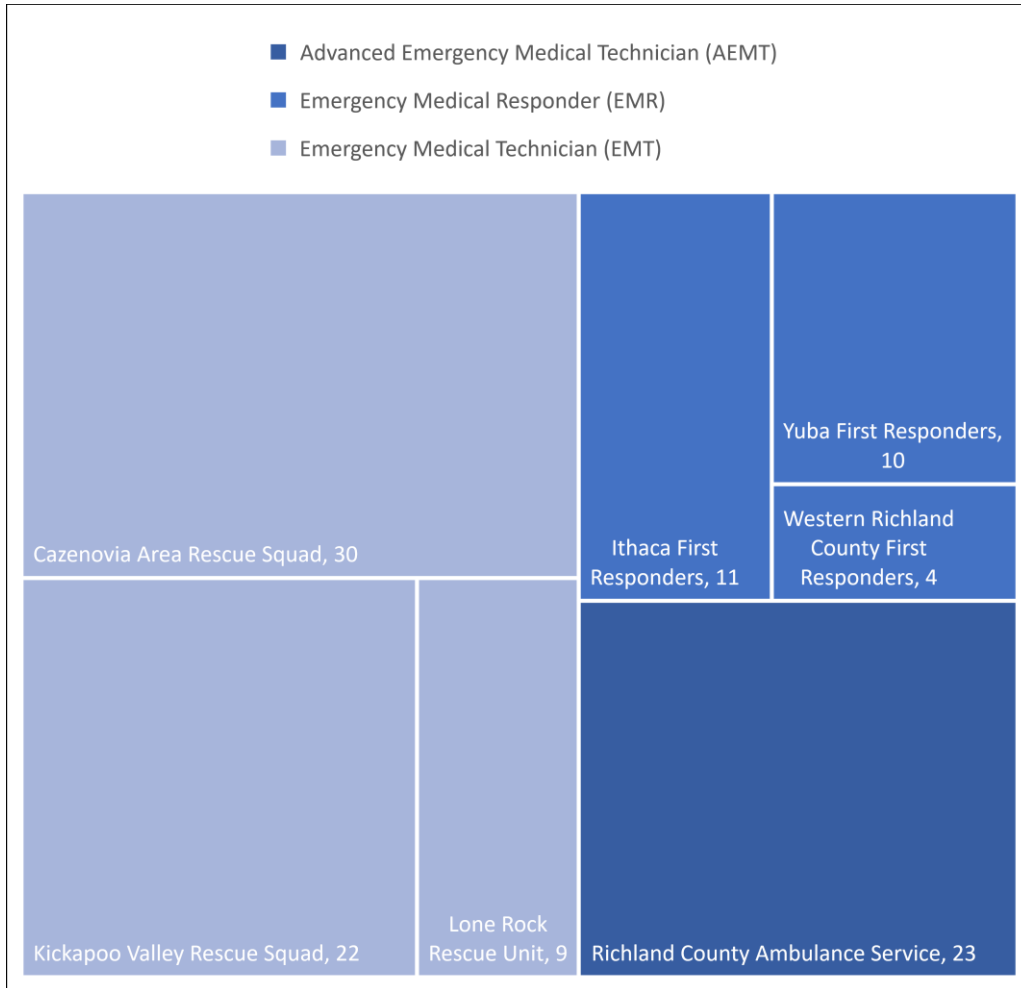 Advanced Emergency Medical Technician (AEMT)
Emergency Medical Responder (EMR)
Emergency Medical Technician (EMT)
Cazenovia Area Rescue Squad, 30
Kickapoo Valley Rescue Squad, 22
Lone Rock
Rescue Unit, 9
Ithaca First
Responders, 11
Yuba First Responders,
10
Western Richland
County First
Responders, 4
Richland County Ambulance Service, 23